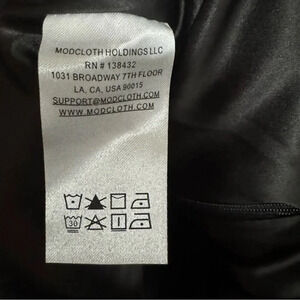 MODCLOTH HOLDINGS LLC
RN # 138432
1031 BROADWAY 7TH FLOOR
LA, CA, USA 90015
SUPPORT@MODCLOTH.COM
WWW.MODCLOTH.COM
30